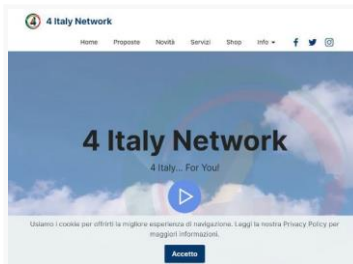 4 Italy Network
Home Proposte Novità Servizi Shop Info
4 Italy Network
4 Italy... For You!
Usiamo i cookie per offrirti la migliore esperienza di navigazione. Leggi la nostra Privacy Policy per
maggiori informazioni.
Accetto